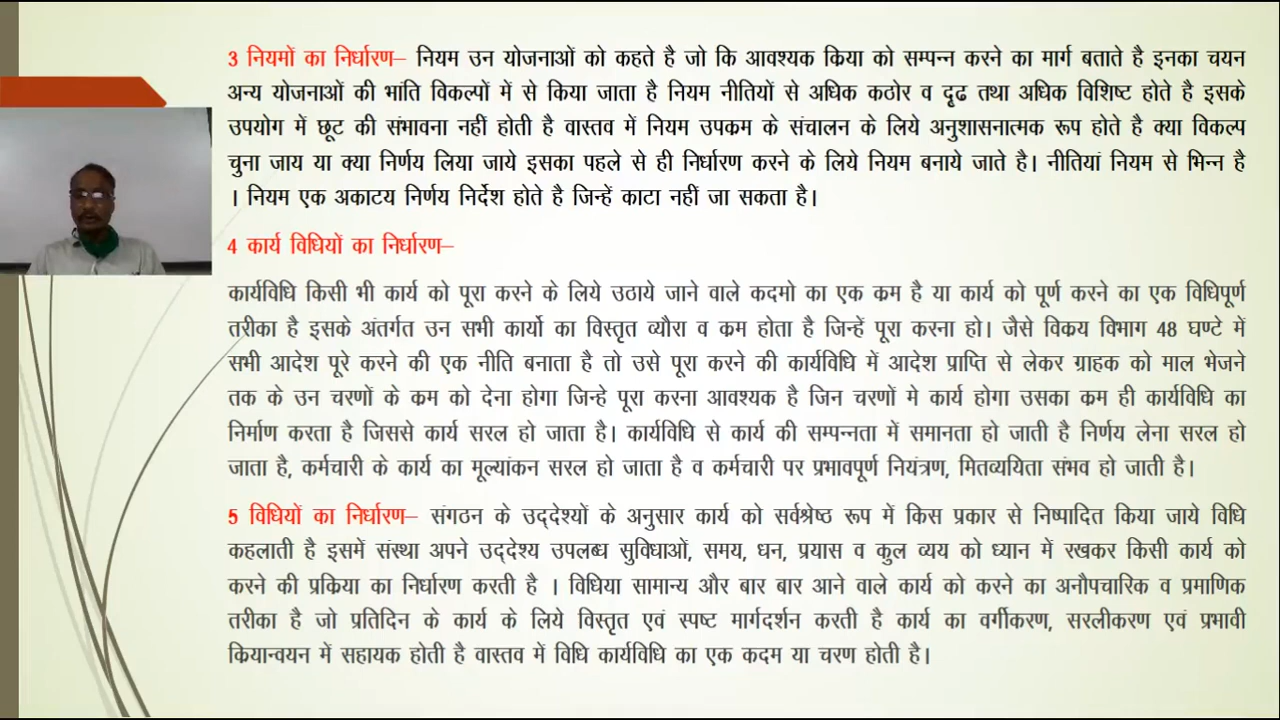 3 नियमों का निर्धारण– नियम उन योजनाओं को कहते है जो कि आवश्यक किया को सम्पन्न करने का मार्ग बताते है इनका चयन
अन्य योजनाओं की भांति विकल्पों में से किया जाता है नियम नीतियों से अधिक कठोर व दृढ तथा अधिक विशिष्ट होते है इसके
उपयोग में छूट की संभावना नहीं होती है वास्तव में नियम उपकम के संचालन के लिये अनुशासनात्मक रूप होते है क्या विकल्प
चुना जाय या क्या निर्णय लिया जाये इसका पहले से ही निर्धारण करने के लिये नियम बनाये जाते है। नीतियां नियम से भिन्न है
। नियम एक अकाटय निर्णय निर्देश होते है जिन्हें काटा नहीं जा सकता है।
4 कार्य विधियों का निर्धारण–
कार्यविधि किसी भी कार्य को पूरा करने के लिये उठाये जाने वाले कदमो का एक कम है या कार्य को पूर्ण करने का एक विधिपूर्ण
तरीका है इसके अंतर्गत उन सभी कार्यो का विस्तृत व्यौरा व कम होता है जिन्हें पूरा करना हो। जैसे विकय विभाग 48 घण्टे में
सभी आदेश पूरे करने की एक नीति बनाता है तो उसे पूरा करने की कार्यविधि में आदेश प्राप्ति से लेकर ग्राहक को माल भेजने
तक के उन चरणों के कम को देना होगा जिन्हे पूरा करना आवश्यक है जिन चरणों मे कार्य होगा उसका कम ही कार्यविधि का
निर्माण करता है जिससे कार्य सरल हो जाता है। कार्यविधि से कार्य की सम्पन्नता में समानता हो जाती है निर्णय लेना सरल हो
जाता है, कर्मचारी के कार्य का मूल्यांकन सरल हो जाता है व कर्मचारी पर प्रभावपूर्ण नियंत्रण, मितव्ययिता संभव हो जाती है।
5 विधियों का निर्धारण– संगठन के उद्देश्यों के अनुसार कार्य को सर्वश्रेष्ठ रूप में किस प्रकार से निष्पादित किया जाये विधि
कहलाती है इसमें संस्था अपने उद्देश्य उपलब्ध सुविधाओं, समय, धन, प्रयास व कुल व्यय को ध्यान में रखकर किसी कार्य को
करने की प्रकिया का निर्धारण करती है । विधिया सामान्य और बार बार आने वाले कार्य को करने का अनौपचारिक व प्रमाणिक
तरीका है जो प्रतिदिन के कार्य के लिये विस्तृत एवं स्पष्ट मार्गदर्शन करती है कार्य का वर्गीकरण, सरलीकरण एवं प्रभावी
कियान्वयन में सहायक होती है वास्तव में विधि कार्यविधि का एक कदम या चरण होती है।